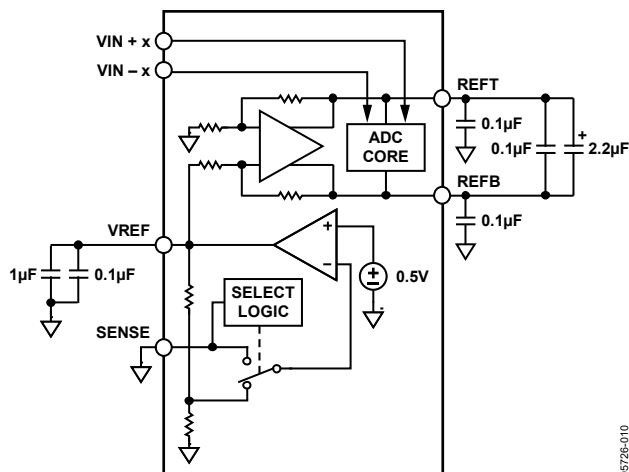 VIN + x
VIN – x
REFT
0.1µF
0.1µF
+
2.2µF
ADC
CORE
REFB
0.1µF
VREF
+
–
0.5V
1µF
0.1µF
SELECT
LOGIC
SENSE
05726-010